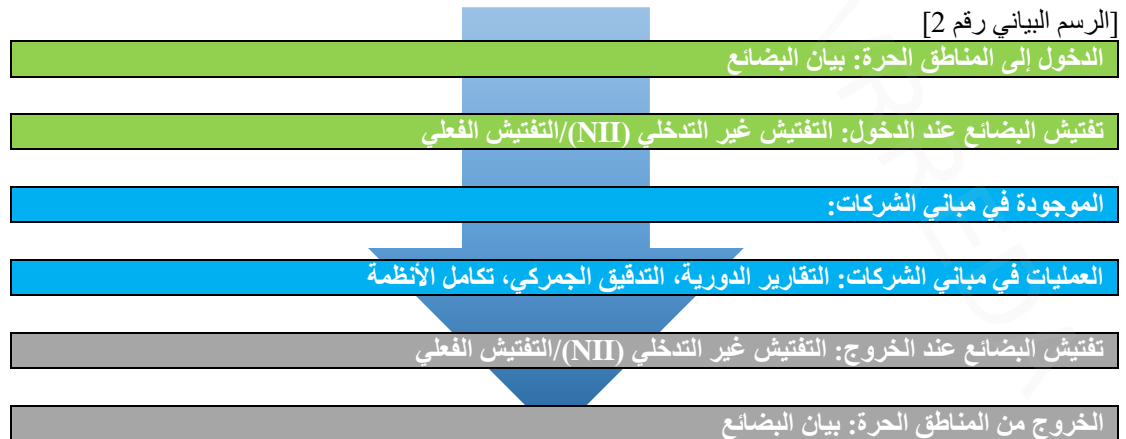 [الرسم البياني رقم 2]
الدخول إلى المناطق الحرة: بيان البضائع
تفتيش البضائع عند الدخول: التفتيش غير التدخلي (NII)/التفتيش الفعلي
الموجودة في مباني الشركات:
العمليات في مباني الشركات: التقارير الدورية، التدقيق الجمركي، تكامل الأنظمة
تفتيش البضائع عند الخروج: التفتيش غير التدخلي (NII)/التفتيش الفعلي
الخروج من المناطق الحرة: بيان البضائع